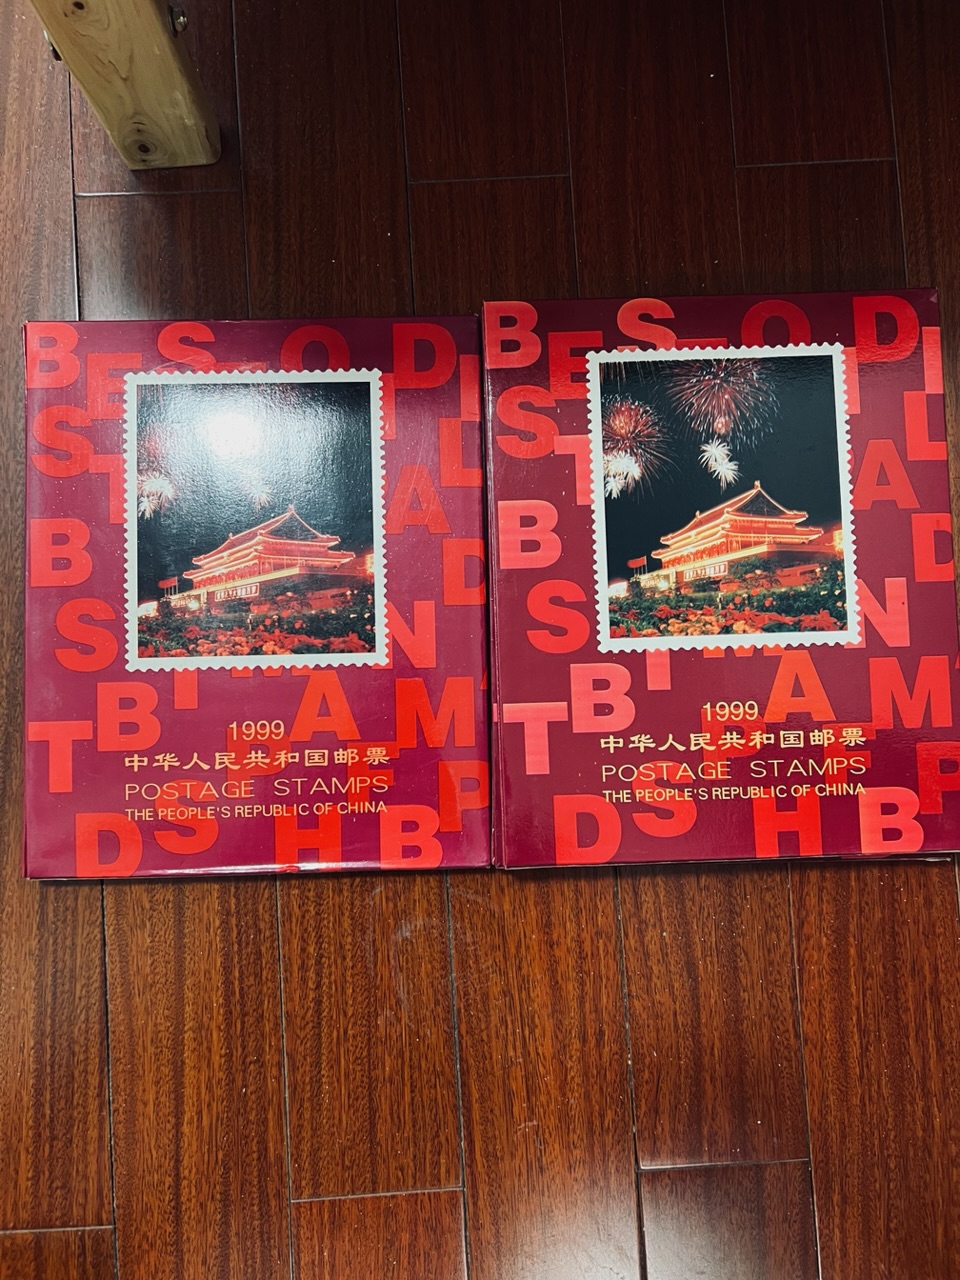 1999
中华人民共和国邮票
POSTAGE STAMPS
THE PEOPLE'S REPUBLIC OF CHINA
1999
中华人民共和国邮票
POSTAGE STAMPS
THE PEOPLE'S REPUBLIC OF CHINA